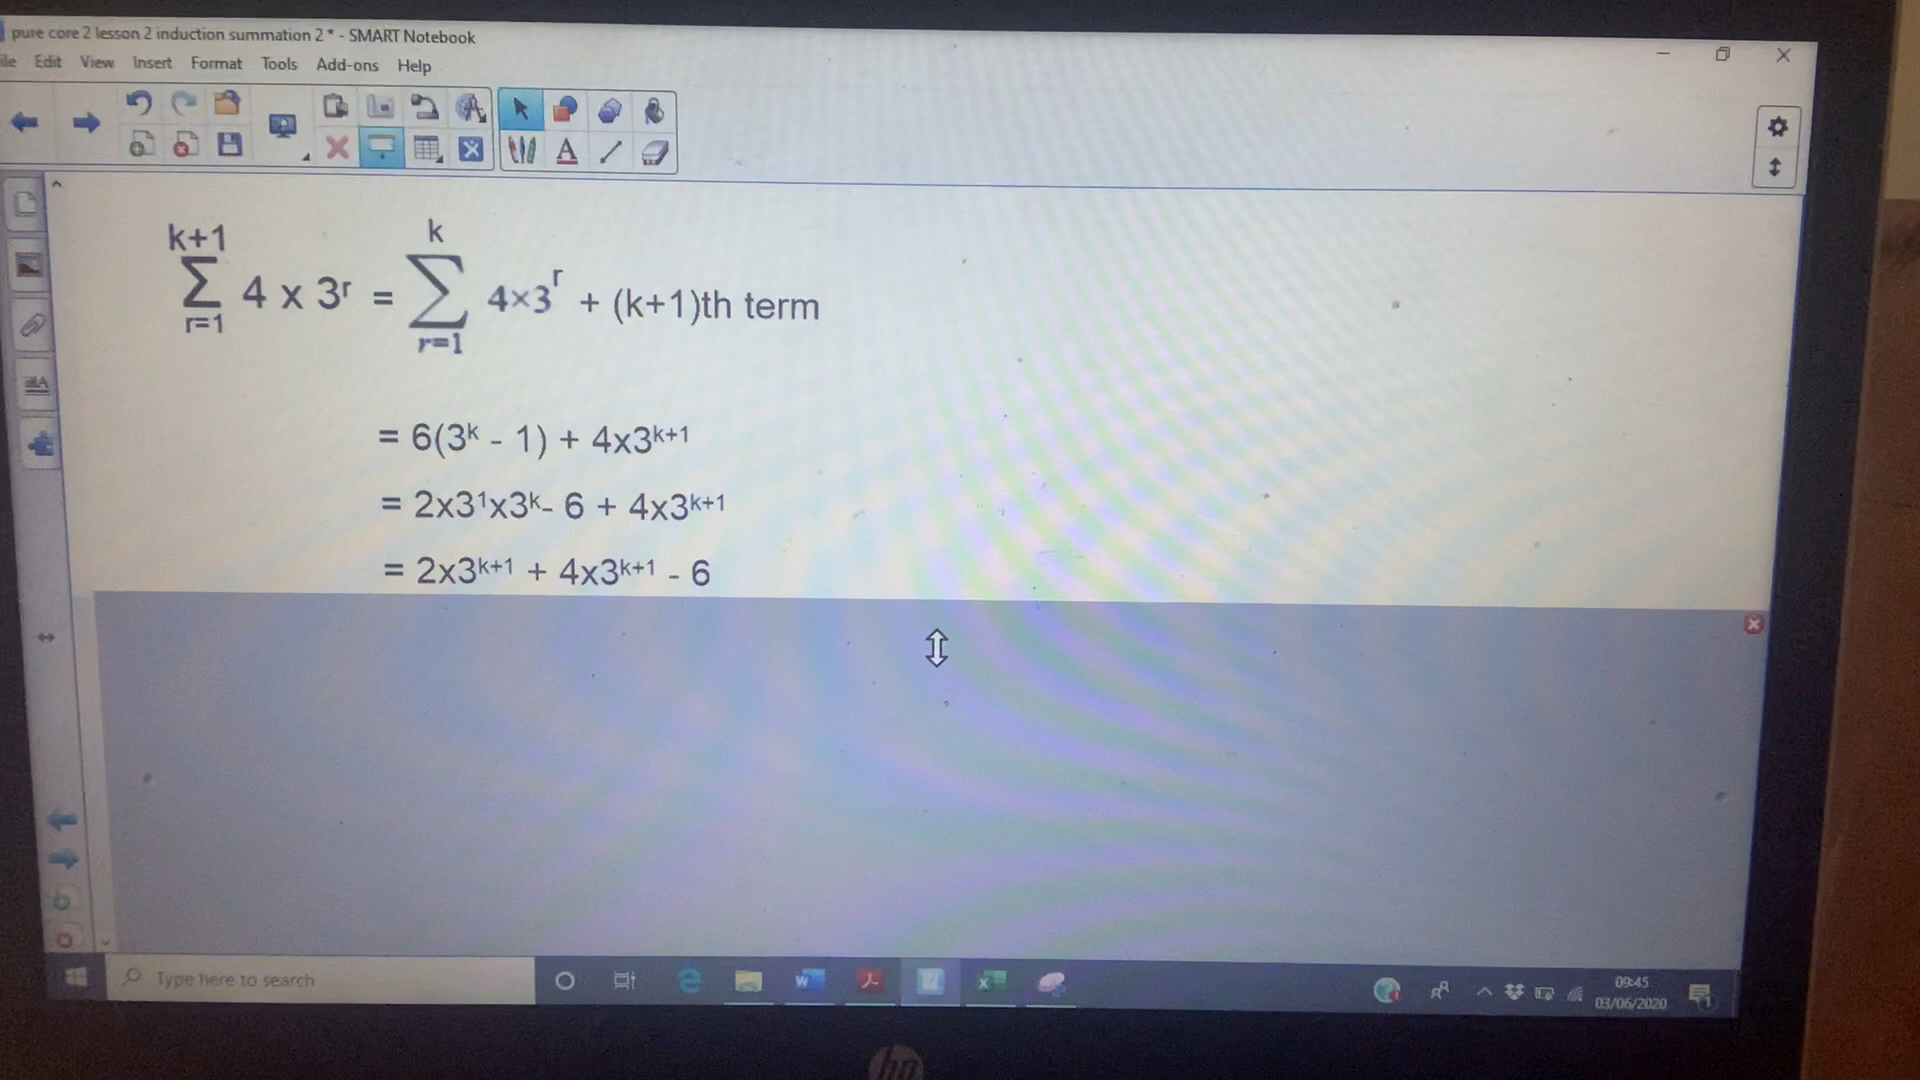 pure core 2 lesson 2 induction summation 2 * - SMART Notebook
Edit View Insert Format Tools Add-ons Help
k+1
Σ 4 x 3ʳ = 
r=1
k
∑ 4×3ʳ + (k+1)th term
r=1
= 6(3ᵏ - 1) + 4x3ᵏ⁺¹
= 2x3¹x3ᵏ- 6 + 4x3ᵏ⁺¹
= 2x3ᵏ⁺¹ + 4x3ᵏ⁺¹ - 6
Type here to search
09:45
03/06/2020
hp